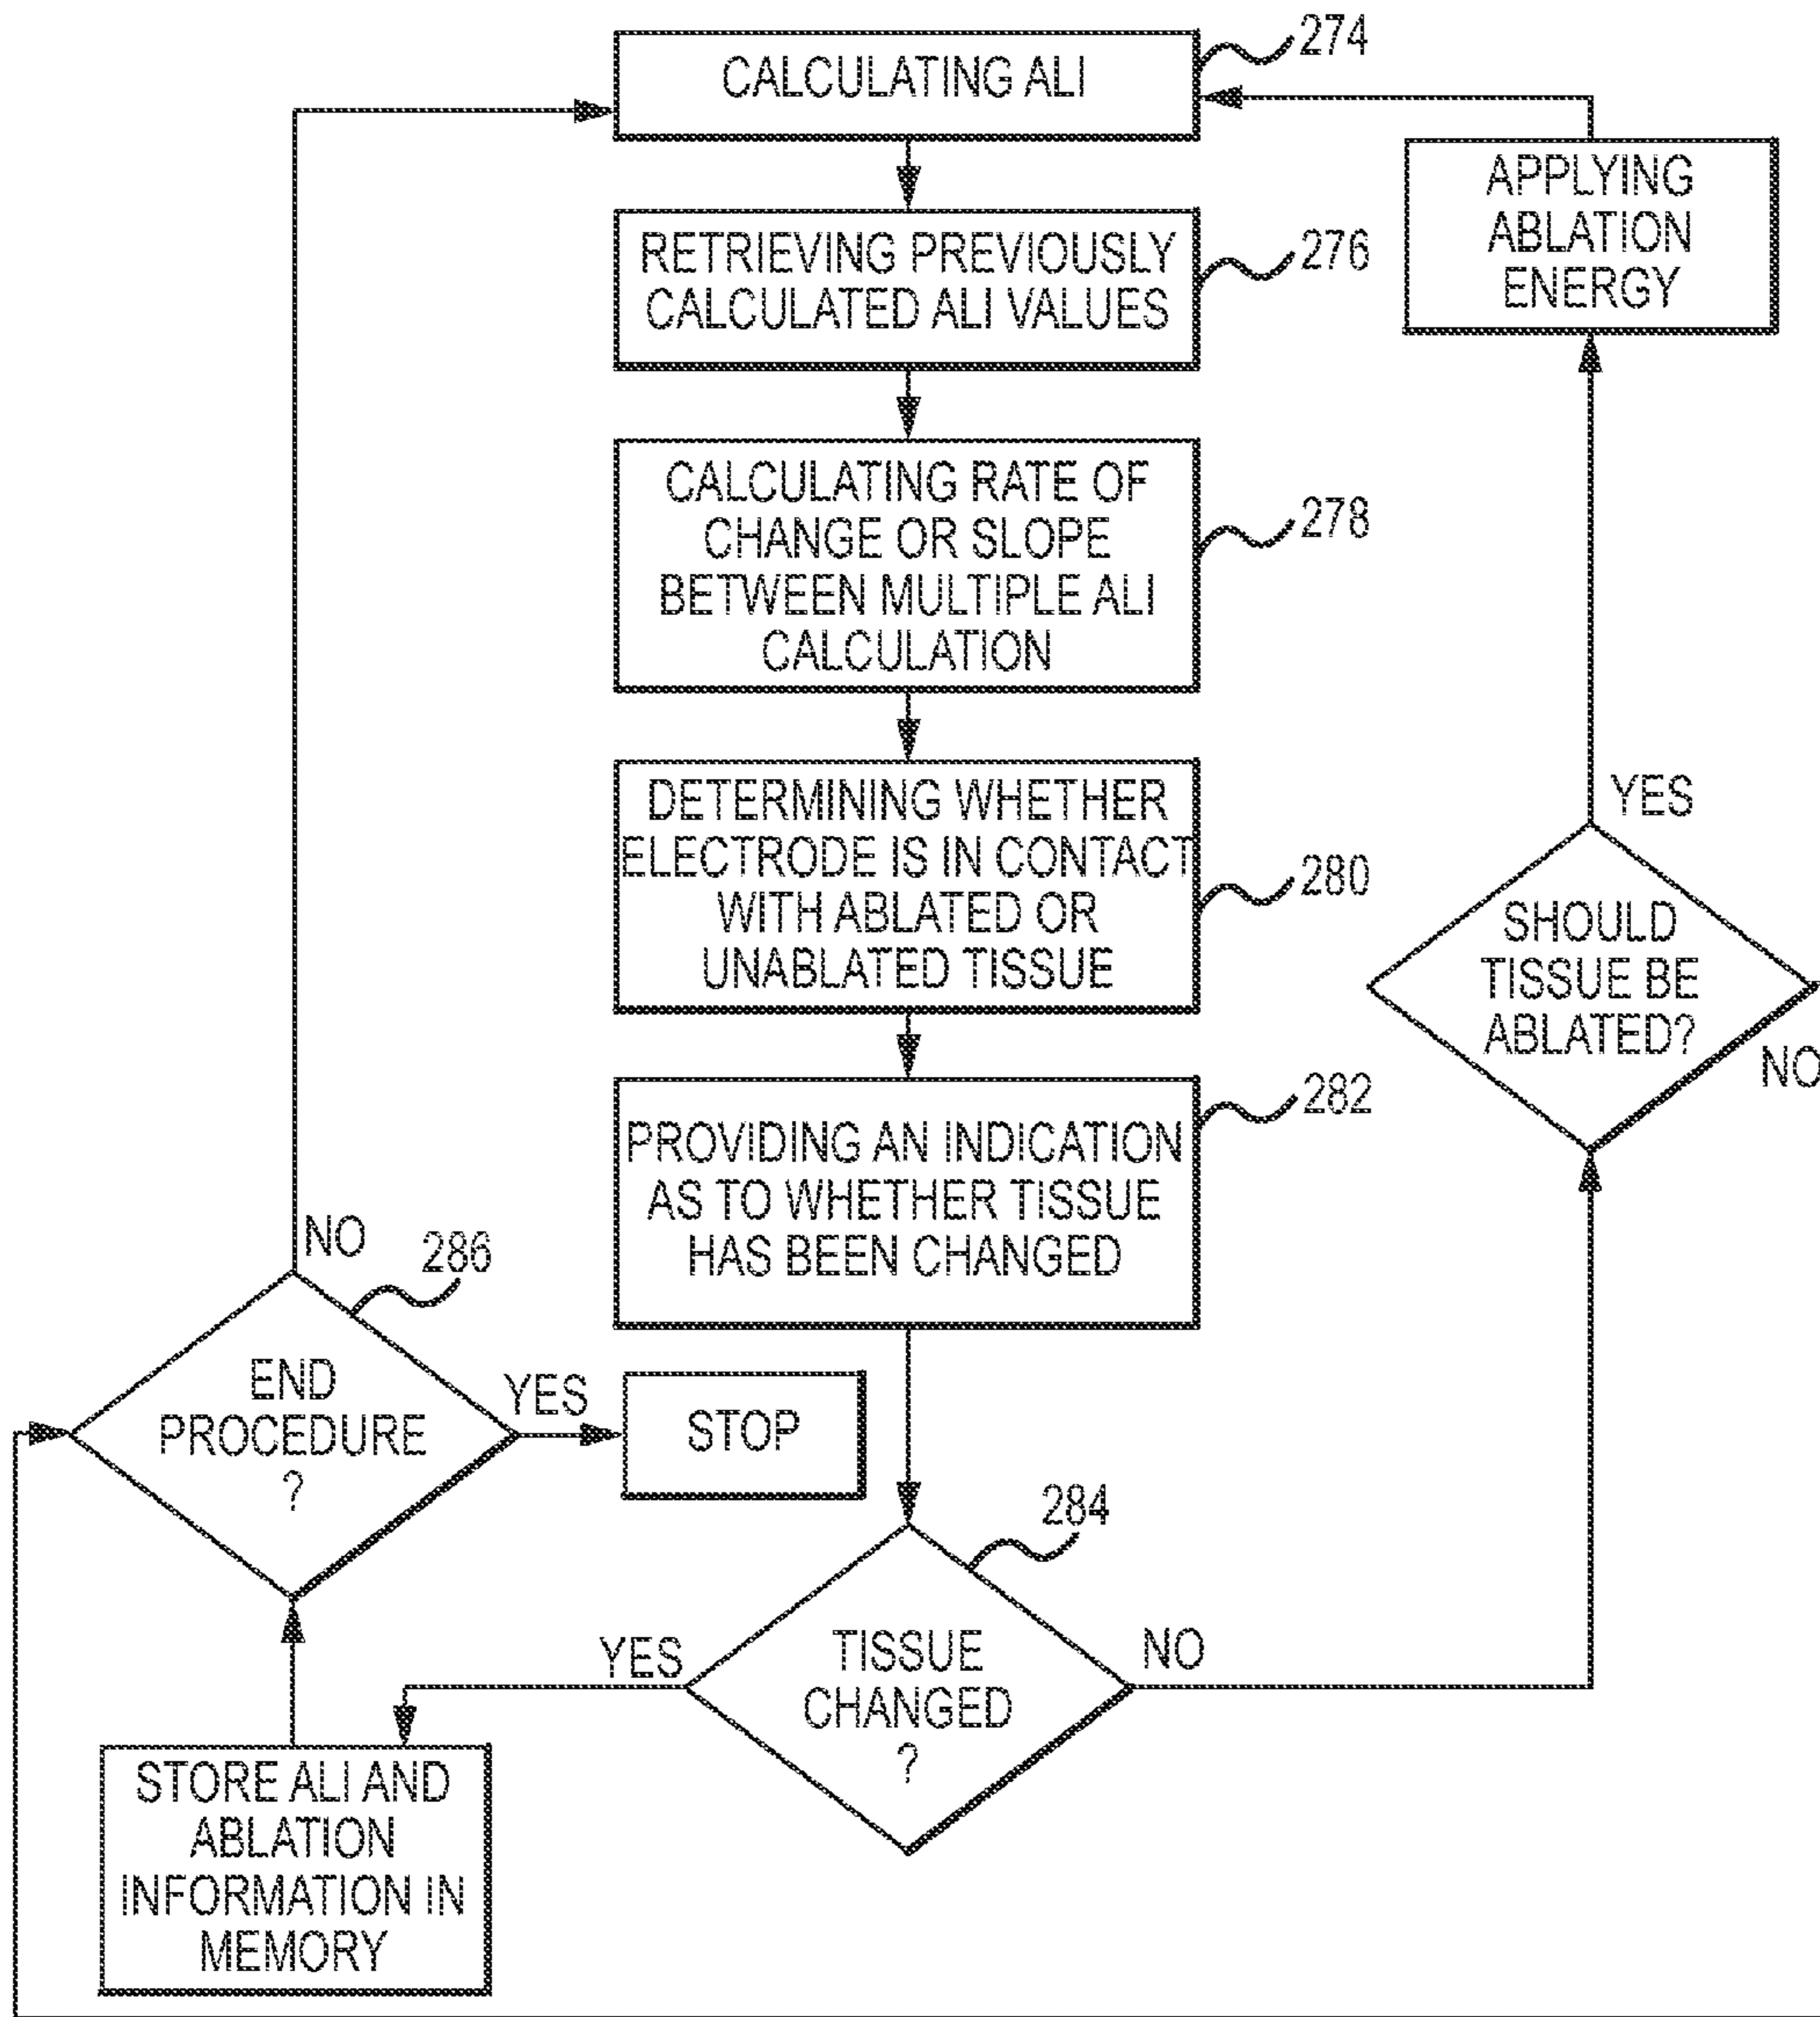 CALCULATING ALI
274
RETRIEVING PREVIOUSLY
CALCULATED ALI VALUES
276
CALCULATING RATE OF
CHANGE OR SLOPE
BETWEEN MULTIPLE ALI
CALCULATION
278
DETERMINING WHETHER
ELECTRODE IS IN CONTACT
WITH ABLATED OR
UNABLATED TISSUE
280
PROVIDING AN INDICATION
AS TO WHETHER TISSUE
HAS BEEN CHANGED
282
TISSUE
CHANGED
?
284
YES
NO
STORE ALI AND
ABLATION
INFORMATION IN
MEMORY
END
PROCEDURE
?
286
NO
YES
STOP
SHOULD
TISSUE BE
ABLATED?
YES
NO
APPLYING
ABLATION
ENERGY